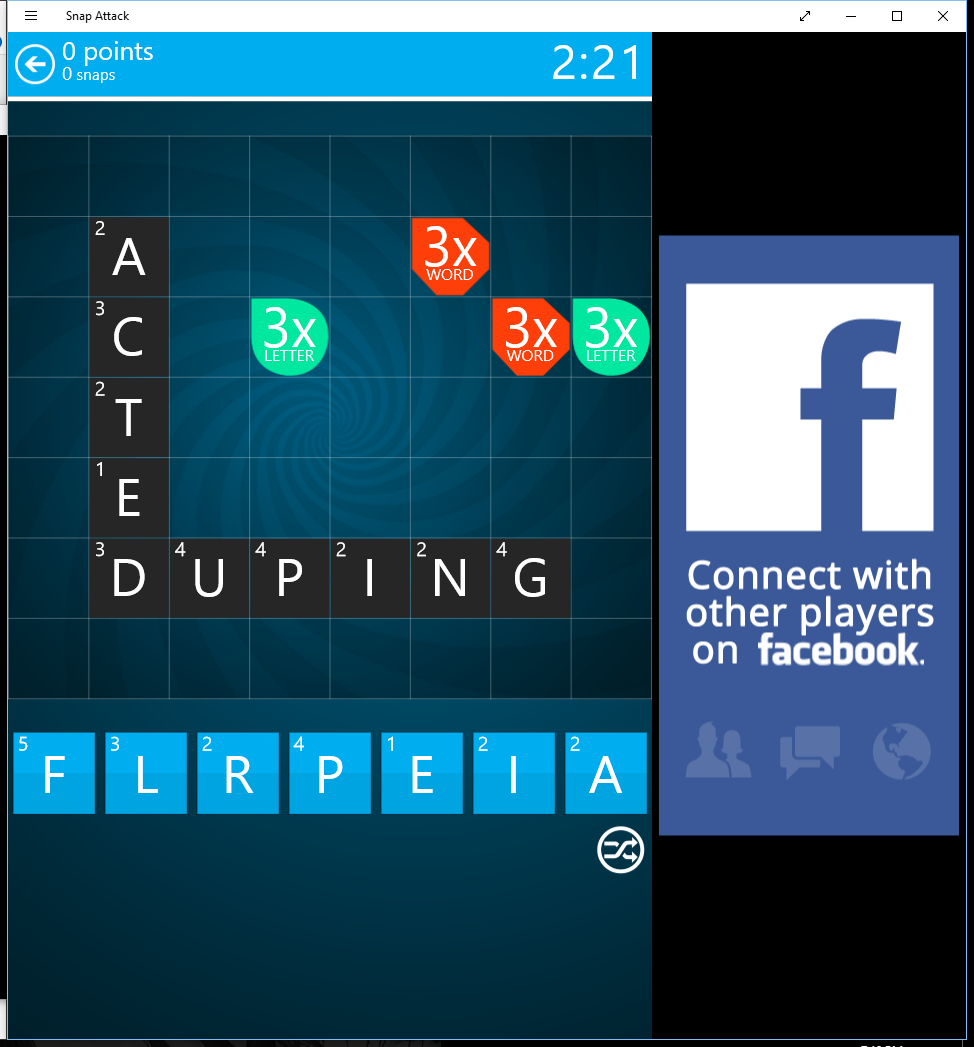 Snap Attack
0 points
0 snaps
2:21
2
A
3x
WORD
3
C
3x
LETTER
3x
WORD
3x
LETTER
2
T
1
E
3
D
4
U
4
P
2
I
2
N
4
G
5
F
3
L
2
R
4
P
1
E
2
I
2
A
f
Connect with
other players
on facebook.